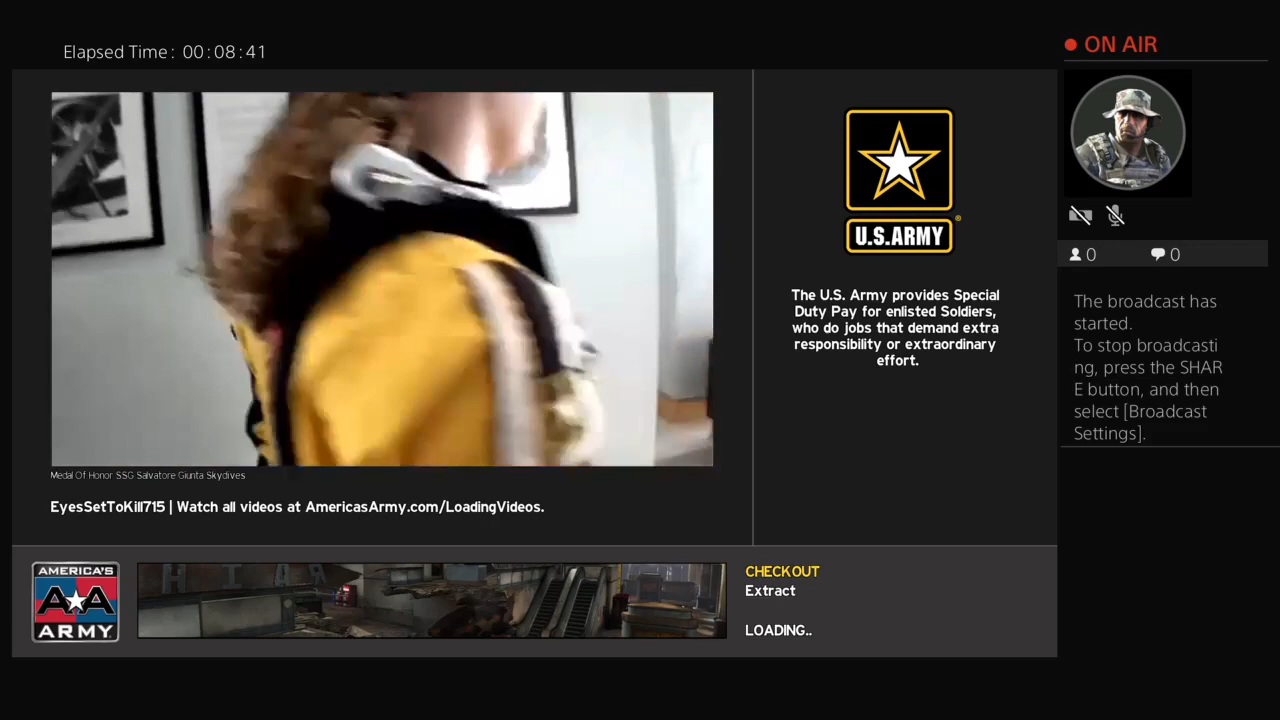 Elapsed Time: 00:08:41
ON AIR
U.S.ARMY
0
0
The U.S. Army provides Special
Duty Pay for enlisted Soldiers,
who do jobs that demand extra
responsibility or extraordinary
effort.
The broadcast has
started.
To stop broadcasti
ng, press the SHAR
E button, and then
select [Broadcast
Settings].
Medal Of Honor SSG Salvatore Giunta Skydives
EyesSetToKill715 | Watch all videos at AmericasArmy.com/LoadingVideos.
AMERICA'S
AA
ARMY
CHECKOUT
Extract
LOADING..